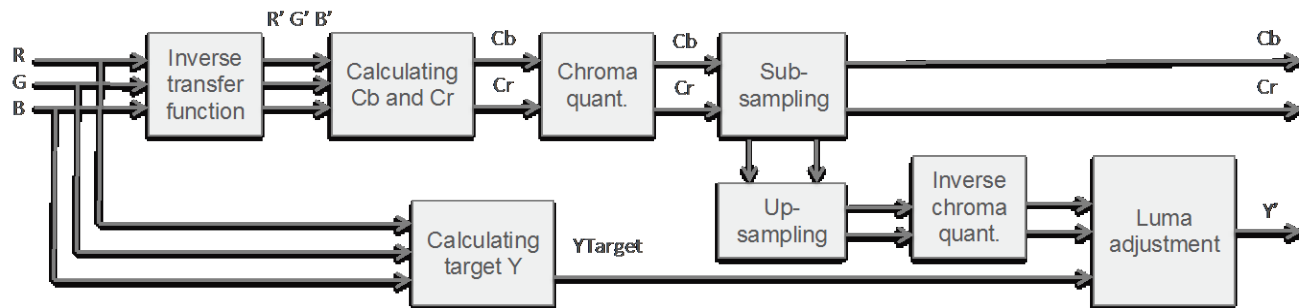 R' G' B'
R
G
B
Inverse
transfer
function
Calculating
Cb and Cr
Cb
Cr
Chroma
quant.
Cb
Cr
Sub-
sampling
Cb
Cr
Up-
sampling
Inverse
chroma
quant.
Luma
adjustment
Y'
Calculating
target Y
YTarget